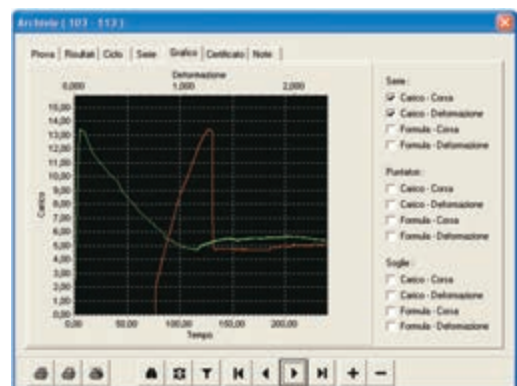 Archivio ( 103 - 113 )
Prova Risultati Ciclo Serie Grafico Certificato Note
Deformazione
0,000 1,000 2,000
15,00
14,00
13,00
12,00
11,00
10,00
9,00
8,00
7,00
6,00
5,00
4,00
3,00
2,00
1,00
0,00
Carico
0,00 50,00 100,00 150,00 200,00
Tempo
Serie :
Carico - Corsa
Carico - Deformazione
Formula - Corsa
Formula - Deformazione
Puntatori :
Carico - Corsa
Carico - Deformazione
Formula - Corsa
Formula - Deformazione
Soglie :
Carico - Corsa
Carico - Deformazione
Formula - Corsa
Formula - Deformazione